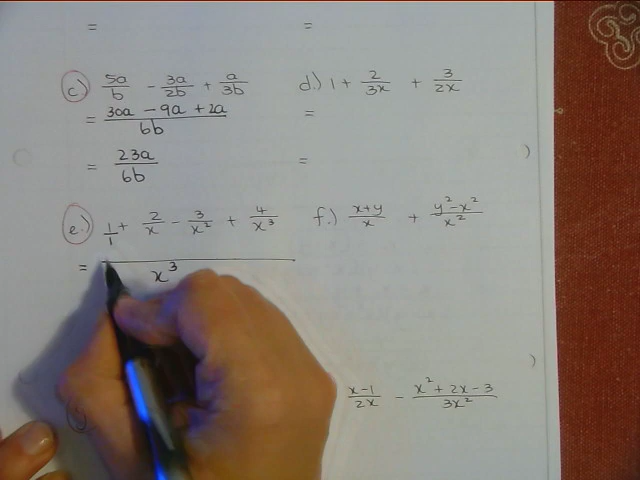 = =
c.) 5a/b - 3a/2b + a/3b d.) 1 + 2/3x + 3/2x
= 30a - 9a + 2a / 6b =
= 23a / 6b =
e.) 1/1 + 2/x - 3/x² + 4/x³ f.) x+y/x + y²-x²/x²
= x³
x-1/2x - x²+2x-3/3x²